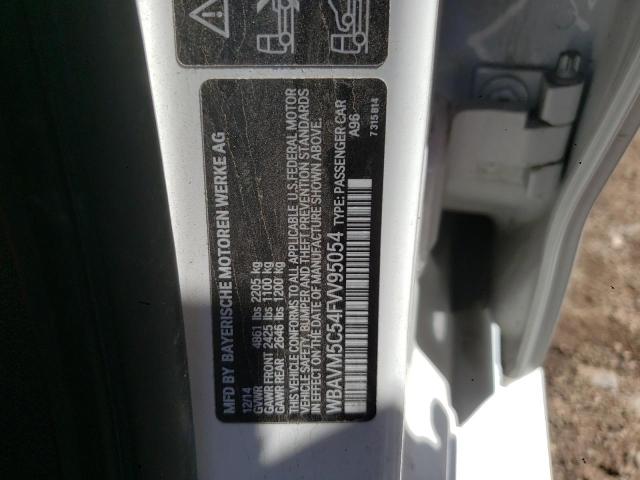 MFD BY BAYERISCHE MOTOREN WERKE AG
12/14
GVWR 4861 lbs 2205 kg
GAWR FRONT 2425 lbs 1100 kg
GAWR REAR 2646 lbs 1200 kg
VEHICLE CONFORMS TO ALL APPLICABLE U.S. FEDERAL MOTOR
VEHICLE SAFETY, BUMPER AND THEFT PREVENTION STANDARDS
IN EFFECT ON DATE OF MANUFACTURE SHOWN ABOVE.
WBAVM5C54FVV95054 TYPE: PASSENGER CAR
A96
7 315 814